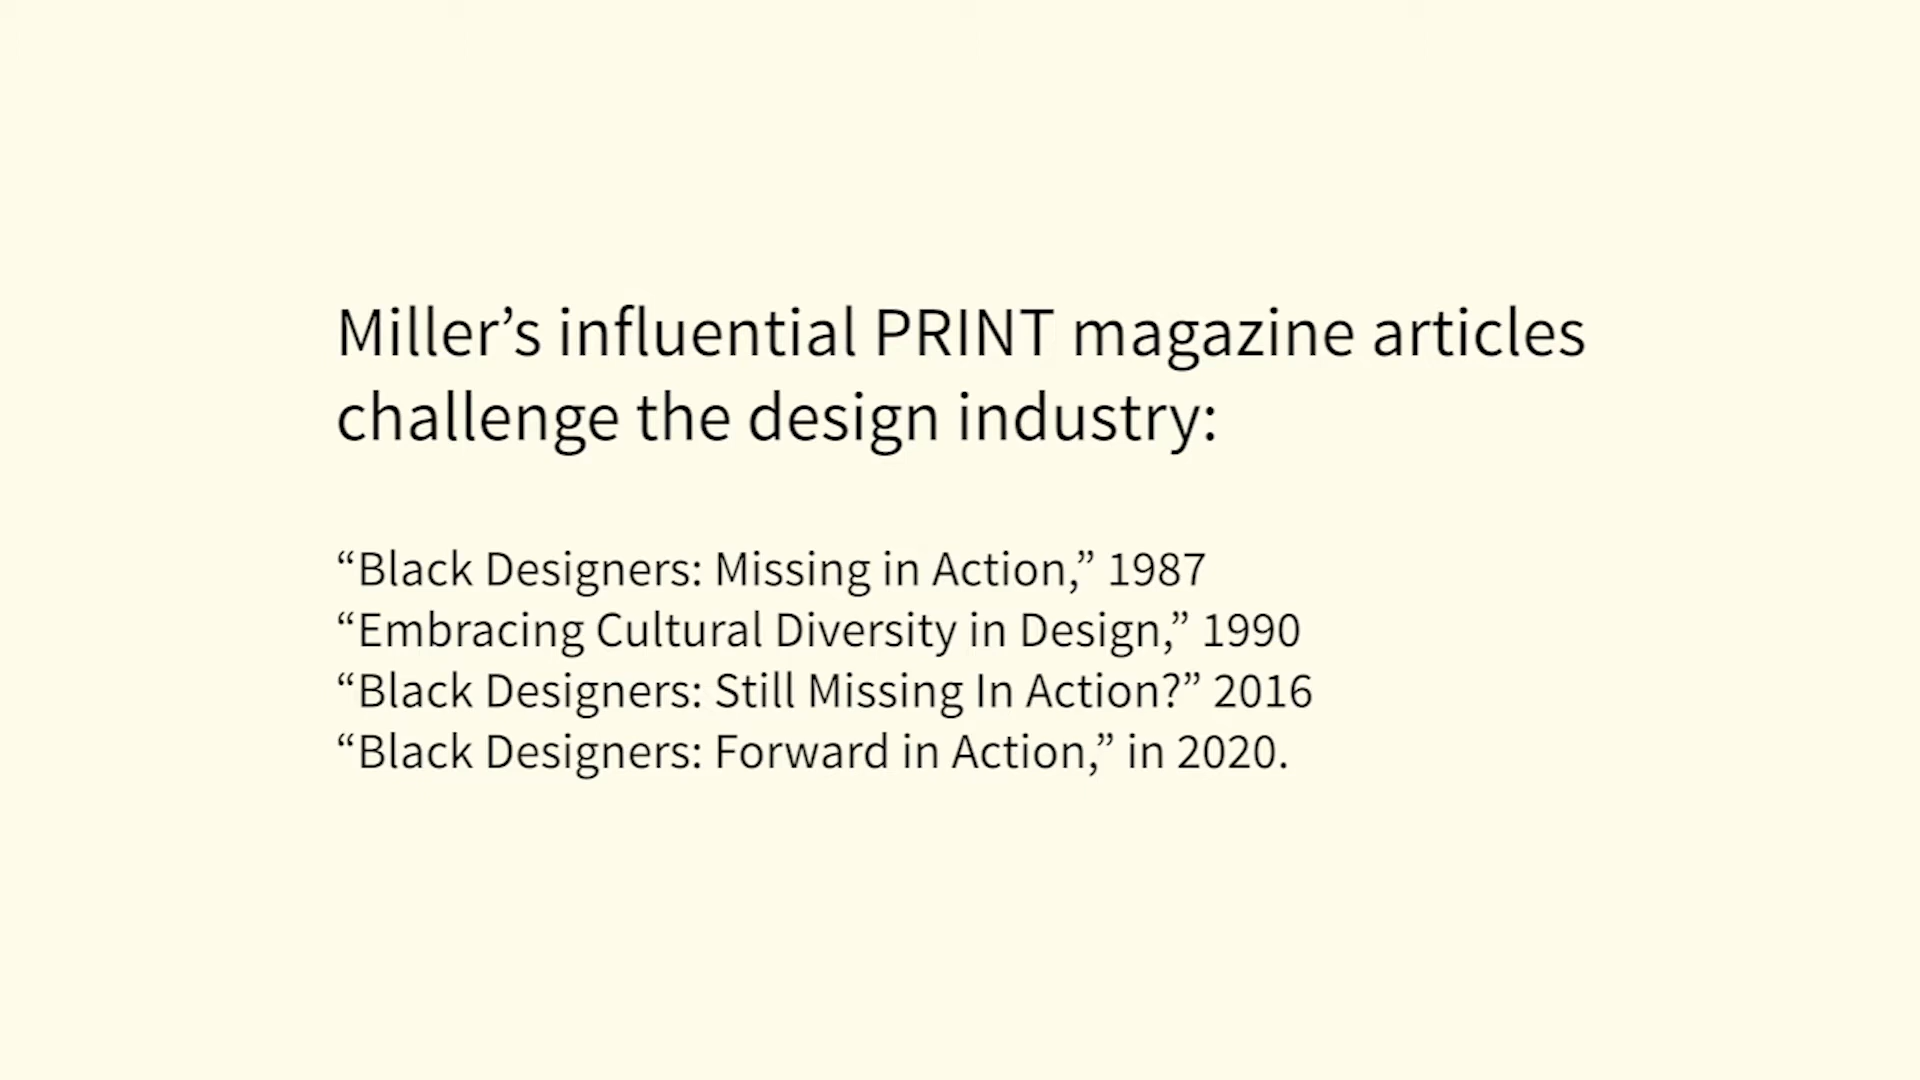 Miller’s influential PRINT magazine articles
challenge the design industry:
“Black Designers: Missing in Action,” 1987
“Embracing Cultural Diversity in Design,” 1990
“Black Designers: Still Missing In Action?” 2016
“Black Designers: Forward in Action,” in 2020.